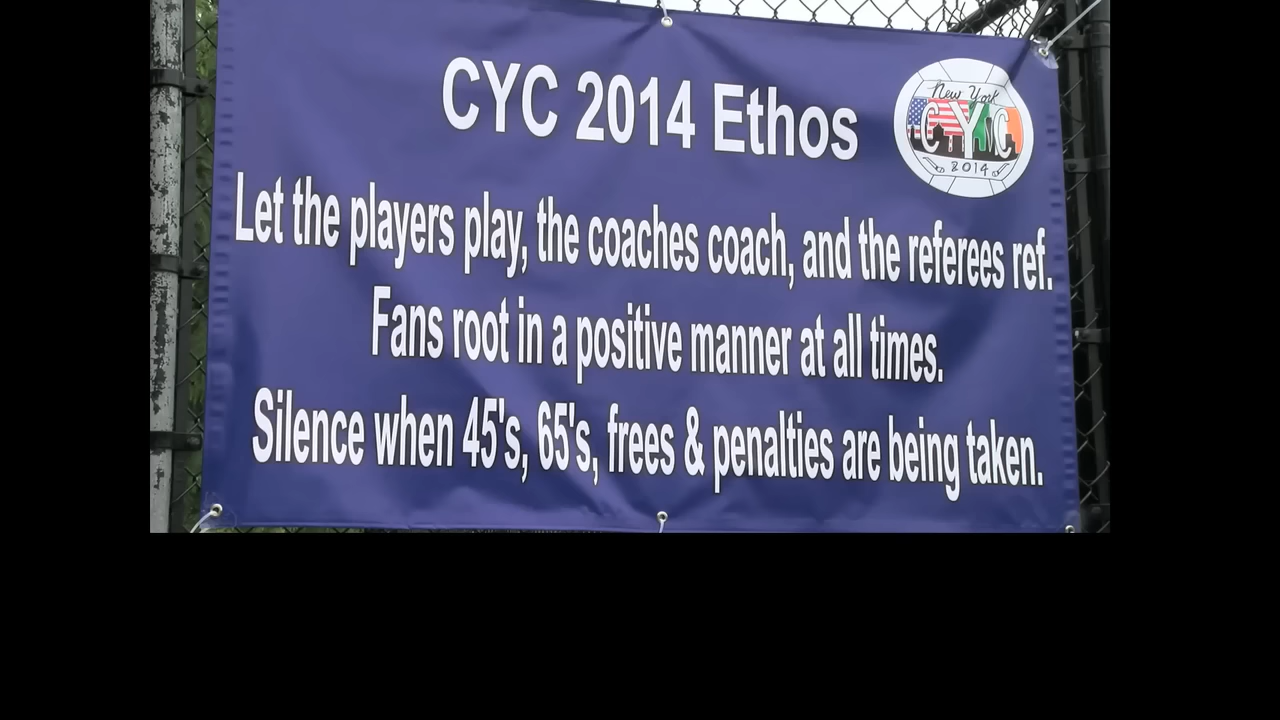 CYC 2014 Ethos
New York
CYC
2014
Let the players play, the coaches coach, and the referees ref.
Fans root in a positive manner at all times.
Silence when 45's, 65's, frees & penalties are being taken.